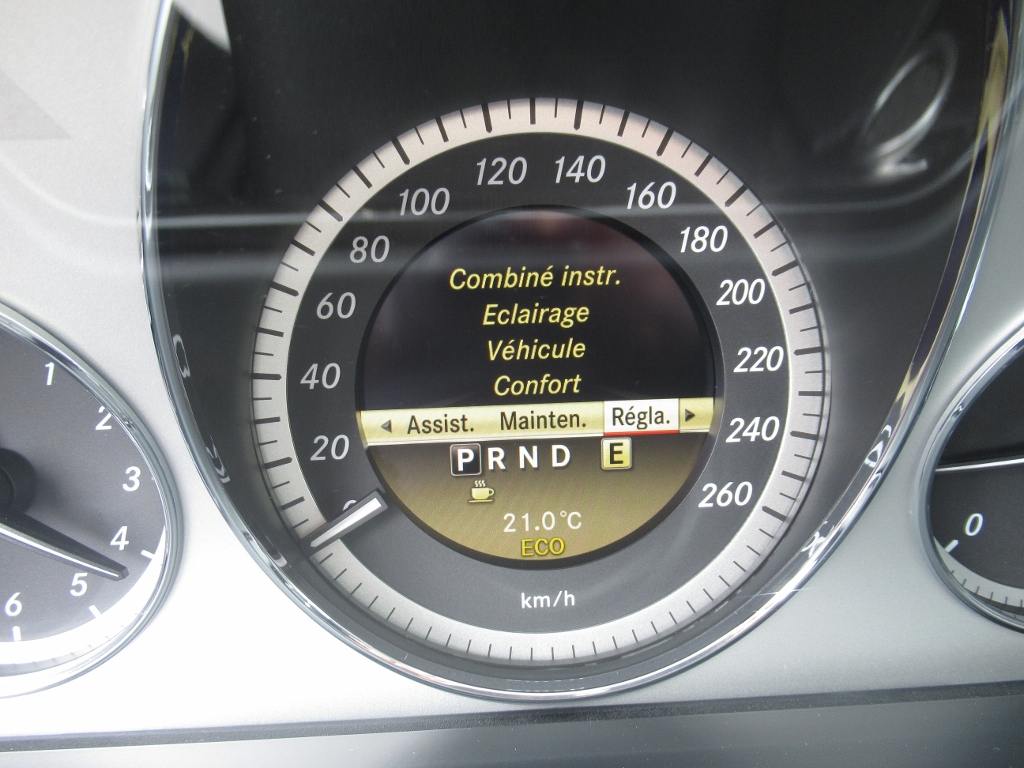 120 140
100 160
80 180
60 200
40 220
20 240
0 260
Combiné instr.
Eclairage
Véhicule
Confort
Assist. Mainten. Régla.
P R N D E
21.0°C
ECO
km/h
1
2
3
4
5
6
0